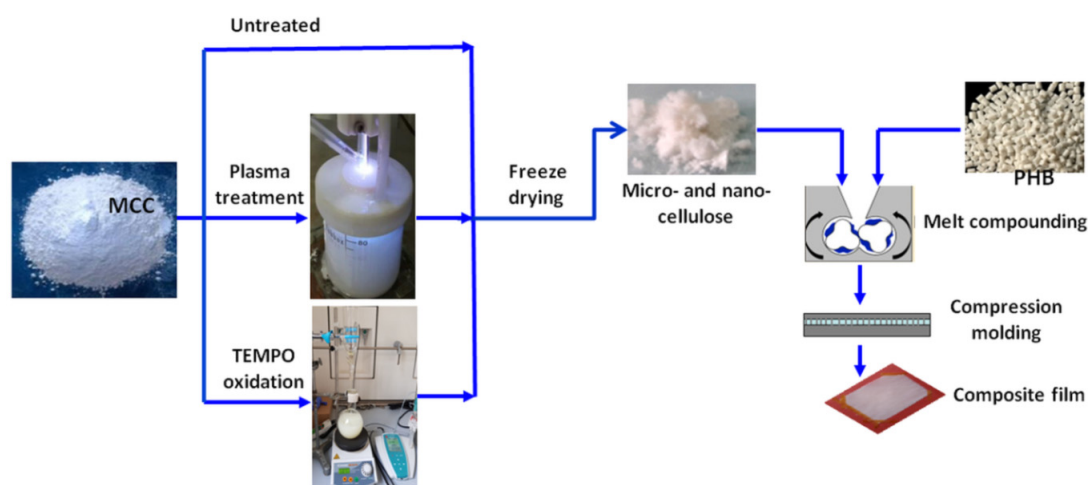 Untreated
MCC
Plasma
treatment
80
TEMPO
oxidation
Freeze
drying
Micro- and nano-
cellulose
PHB
Melt compounding
Compression
molding
Composite film